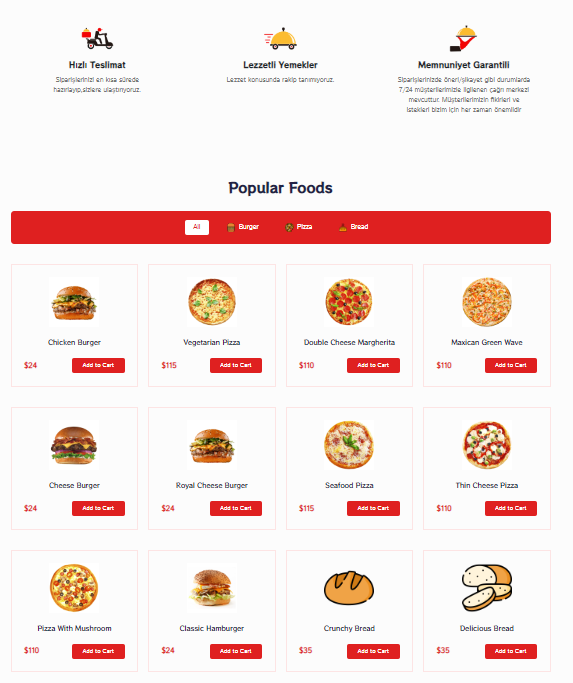 Hızlı Teslimat
Lezzetli Yemekler
Memnuniyet Garantili
Siparişlerinizi en kısa sürede
hazırlayıp,sizlere ulaştırıyoruz.
Lezzet konusunda rakip tanımıyoruz.
Siparişlerinizde öneri/şikayet gibi durumlarda
7/24 müşterilerimizle ilgilenen çağrı merkezi
mevcuttur. Müşterilerimizin fikirleri ve
istekleri bizim için her zaman önemlidir
Popular Foods
All
Burger
Pizza
Bread
Chicken Burger
Vegetarian Pizza
Double Cheese Margherita
Maxican Green Wave
$24
Add to Cart
$115
Add to Cart
$110
Add to Cart
$110
Add to Cart
Cheese Burger
Royal Cheese Burger
Seafood Pizza
Thin Cheese Pizza
$24
Add to Cart
$24
Add to Cart
$115
Add to Cart
$110
Add to Cart
Pizza With Mushroom
Classic Hamburger
Crunchy Bread
Delicious Bread
$110
Add to Cart
$24
Add to Cart
$35
Add to Cart
$35
Add to Cart